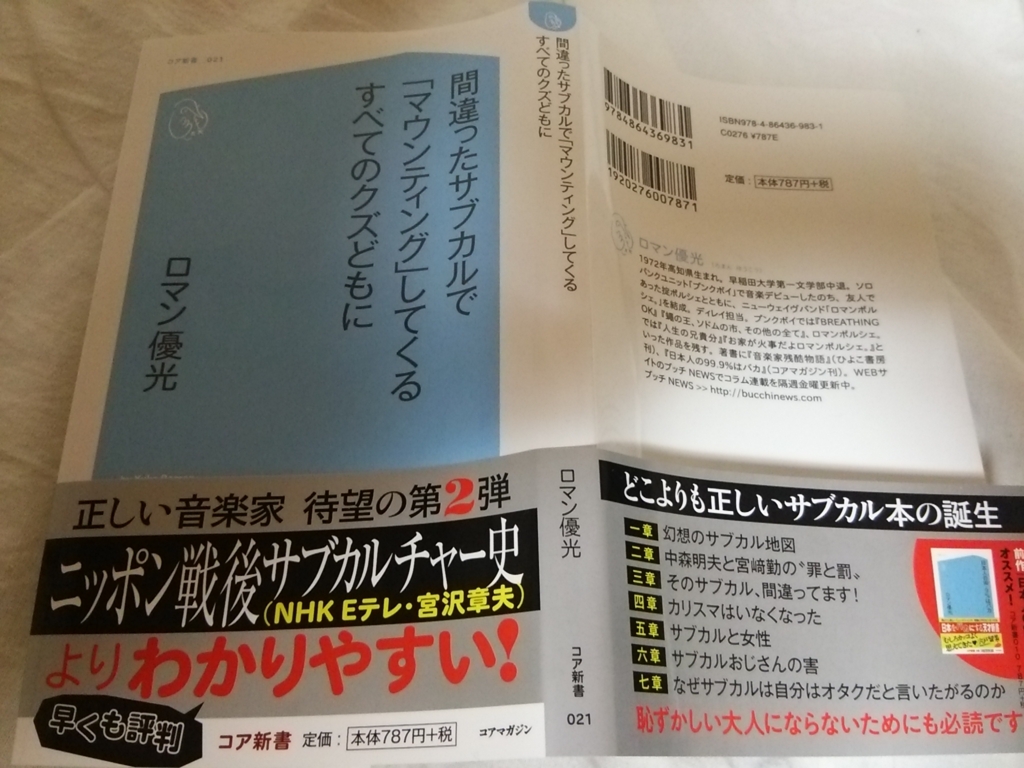 コア新書 021
間違ったサブカルで
「マウンティング」してくる
すべてのクズどもに
ロマン優光
正しい音楽家 待望の第2弾
ニッポン戦後サブカルチャー史
(NHK Eテレ・宮沢章夫)
よりわかりやすい!
早くも評判
コア新書 定価: 本体787円+税 コアマガジン
間違ったサブカルで「マウンティング」してくる
すべてのクズどもに
ロマン優光
コア新書
021
9784864369831
1920276007871
ISBN978-4-86436-983-1
C0276 ¥787E
定価: 本体787円+税
ロマン優光
1972年高知県生まれ。早稲田大学第一文学部中退。ソロ
パンクユニット「プンクボイ」で音楽デビューしたのち、友人で
あった掟ポルシェとともに、ニューウェイヴバンド「ロマンポル
シェ。」を結成。ディレイ担当。プンクボイでは『BREATHING
OK』『蠅の王、ソドムの市、その他の全て』、ロマンポルシェ。
では『人生の兄貴分』『お家が火事だよロマンポルシェ。』と
いった作品を残す。著書に『音楽家残酷物語』(ひよこ書房
刊)、『日本人の99.9%はバカ』(コアマガジン刊)。WEBサ
イトのブッチNEWSでコラム連載を隔週金曜更新中。
ブッチNEWS >> http://bucchinews.com
どこよりも正しいサブカル本の誕生
一章 幻想のサブカル地図
二章 中森明夫と宮﨑勤の〝罪と罰〟
三章 そのサブカル、間違ってます!
四章 カリスマはいなくなった
五章 サブカルと女性
六章 サブカルおじさんの害
七章 なぜサブカルは自分はオタクだと言いたがるのか
恥ずかしい大人にならないためにも必読です
オススメ!